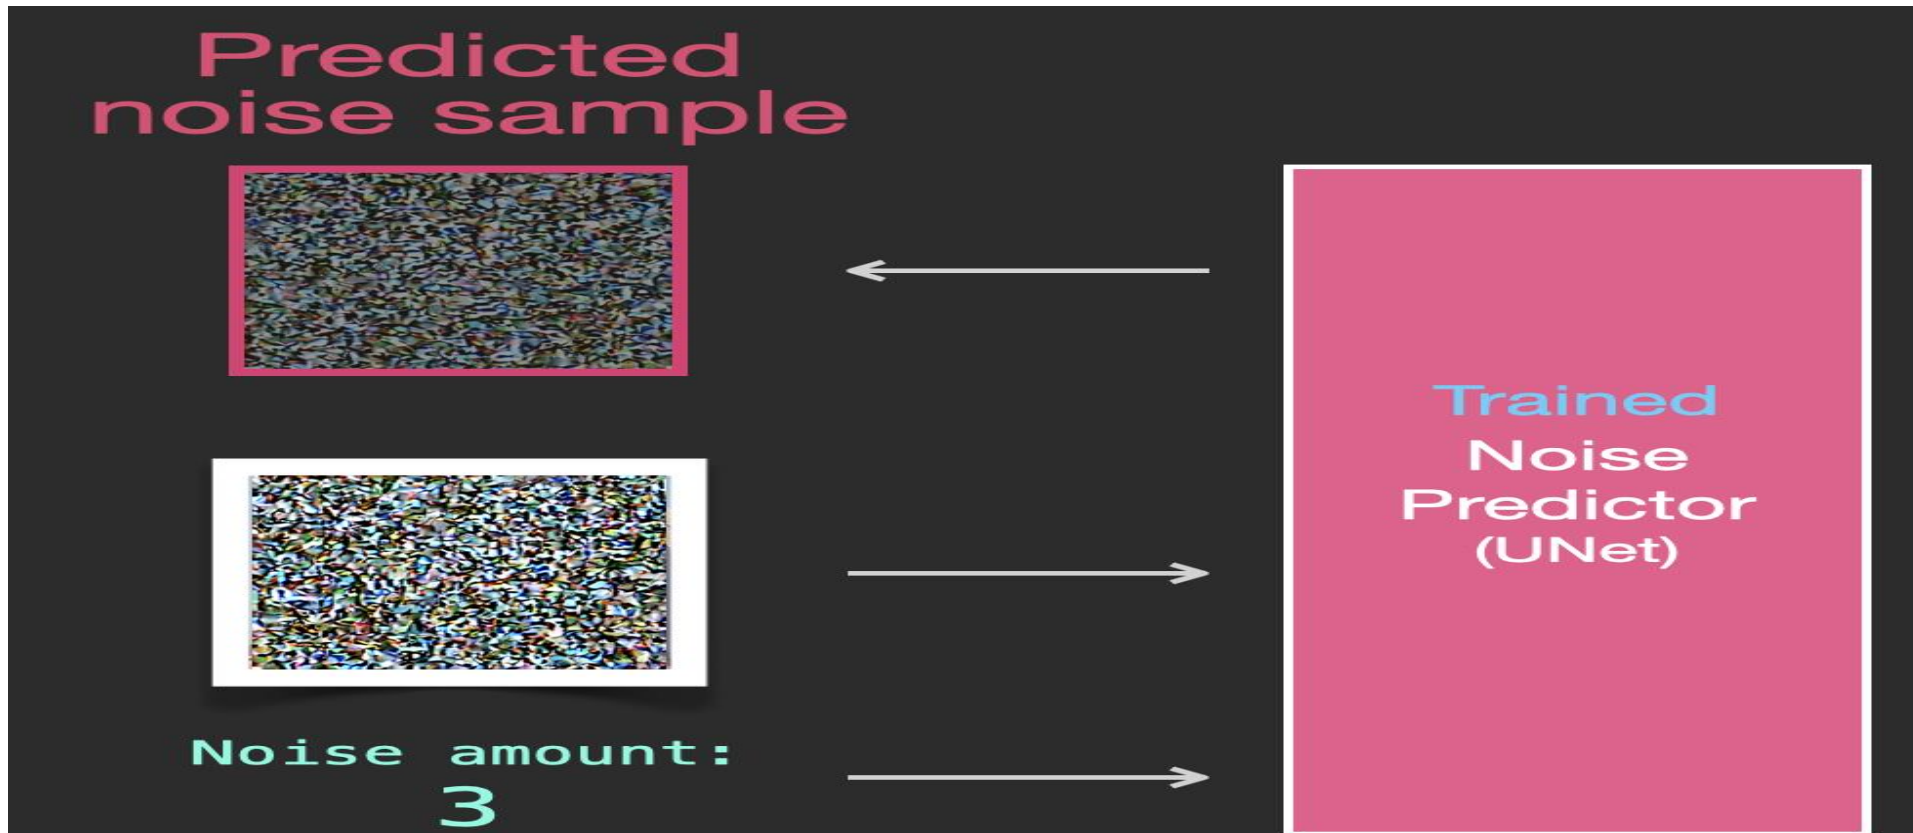 Predicted
noise sample
Trained
Noise
Predictor
(UNet)
Noise amount:
3